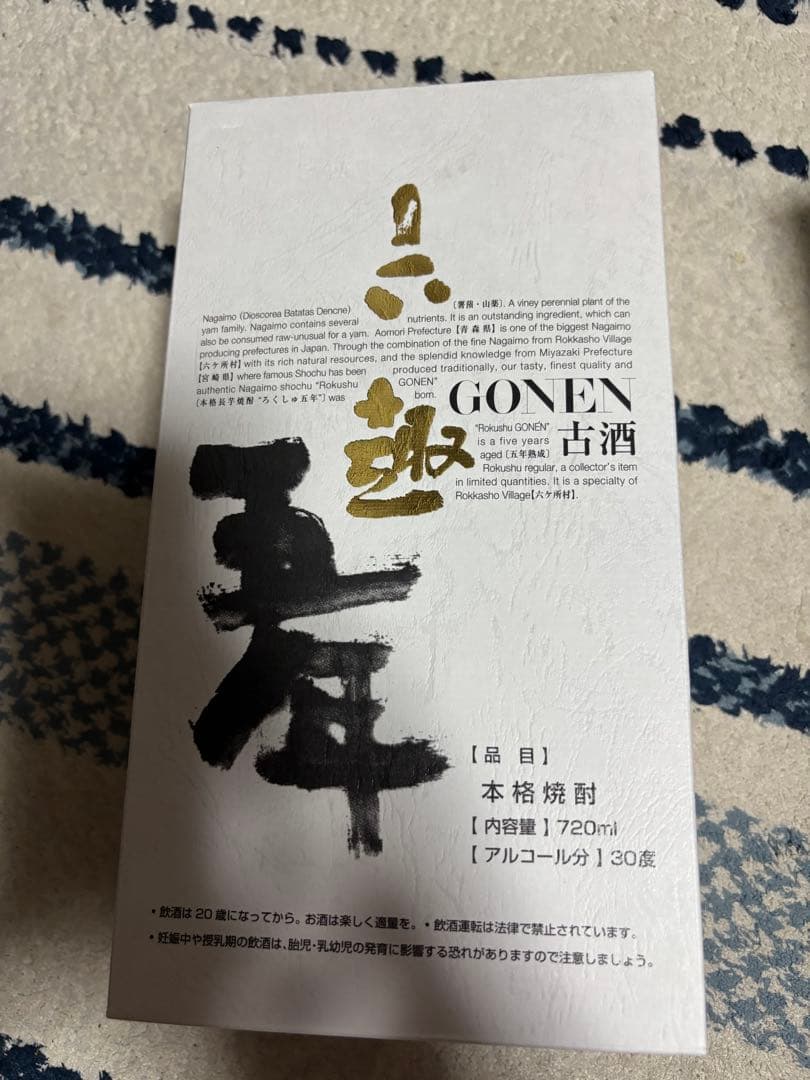 六趣
Nagaimo (Dioscorea Batatas Dencne) 〔薯蕷・山薬〕. A viney perennial plant of the
yam family. Nagaimo contains several nutrients. It is an outstanding ingredient, which can
also be consumed raw-unusual for a yam. Aomori Prefecture【青森県】is one of the biggest Nagaimo
producing prefectures in Japan. Through the combination of the fine Nagaimo from Rokkasho Village
【六ケ所村】with its rich natural resources, and the splendid knowledge from Miyazaki Prefecture
【宮崎県】where famous Shochu has been produced traditionally, our tasty, finest quality and
authentic Nagaimo shochu "Rokushu GONEN"
〔本格長芋焼酎 "ろくしゅ五年"〕was born.
GONEN
古酒
"Rokushu GONEN"
is a five years
aged〔五年熟成〕
Rokushu regular, a collector's item
in limited quantities. It is a specialty of
Rokkasho Village【六ケ所村】.
五年
【品 目】
本格焼酎
【内容量】720ml
【アルコール分】30度
・飲酒は20歳になってから。お酒は楽しく適量を。・飲酒運転は法律で禁止されています。
・妊娠中や授乳期の飲酒は、胎児・乳幼児の発育に影響する恐れがありますので注意しましょう。